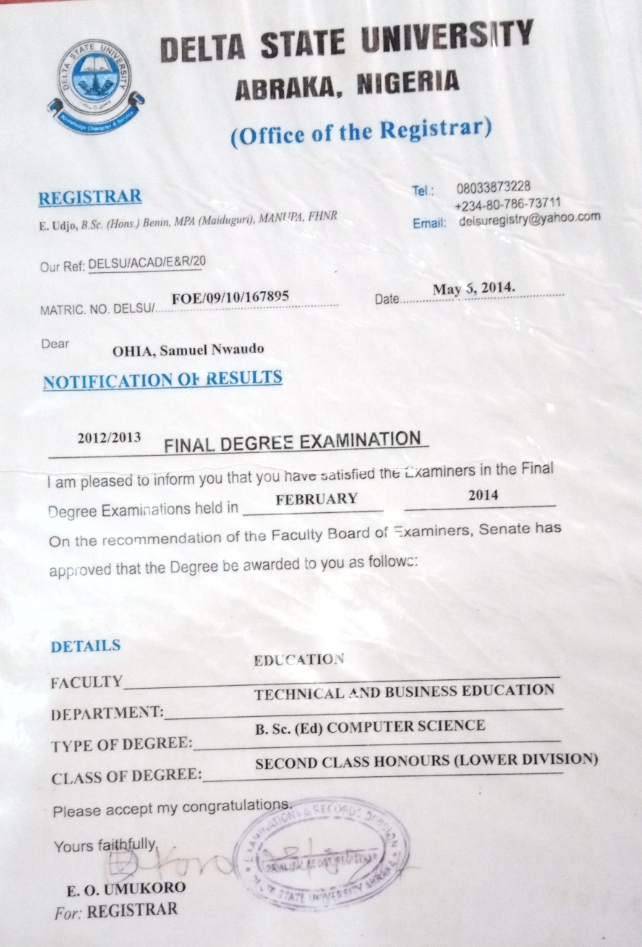 DELTA STATE UNIVERSITY
DELTA STATE UNIVERSITY
ABRAKA, NIGERIA
(Office of the Registrar)
Knowledge Character & Service
REGISTRAR
E. Udjo, B.Sc. (Hons.) Benin, MPA (Maiduguri), MANUPA, FHNR
Tel.: 08033873228
+234-80-786-73711
Email: delsuregistry@yahoo.com
Our Ref: DELSU/ACAD/E&R/20
MATRIC. NO. DELSU/ FOE/09/10/167895 Date May 5, 2014.
Dear OHIA, Samuel Nwaudo
NOTIFICATION OF RESULTS
2012/2013 FINAL DEGREE EXAMINATION
I am pleased to inform you that you have satisfied the Examiners in the Final
Degree Examinations held in FEBRUARY 2014
On the recommendation of the Faculty Board of Examiners, Senate has
approved that the Degree be awarded to you as follows:
DETAILS
FACULTY EDUCATION
DEPARTMENT: TECHNICAL AND BUSINESS EDUCATION
TYPE OF DEGREE: B. Sc. (Ed) COMPUTER SCIENCE
CLASS OF DEGREE: SECOND CLASS HONOURS (LOWER DIVISION)
Please accept my congratulations.
Yours faithfully,
EXAMINATIONS & RECORDS DIVISION
DELTA STATE UNIVERSITY ABRAKA
E. O. UMUKORO
For: REGISTRAR